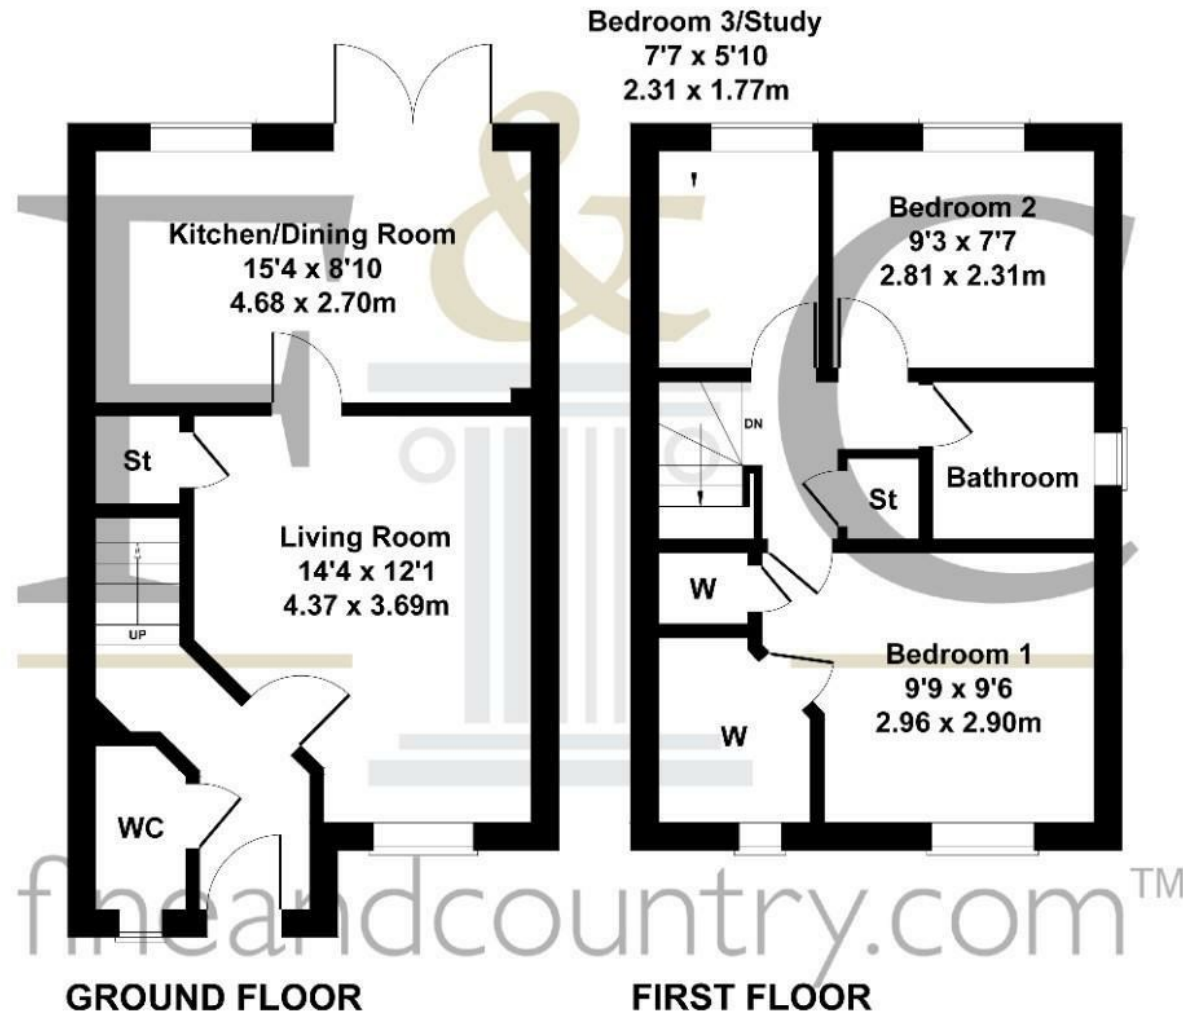 Bedroom 3/Study
7'7 x 5'10
2.31 x 1.77m
Kitchen/Dining Room
15'4 x 8'10
4.68 x 2.70m
St
Living Room
14'4 x 12'1
4.37 x 3.69m
UP
WC
Bedroom 2
9'3 x 7'7
2.81 x 2.31m
DN
Bathroom
St
W
Bedroom 1
9'9 x 9'6
2.96 x 2.90m
W
F & C
fineandcountry.com™
GROUND FLOOR
FIRST FLOOR